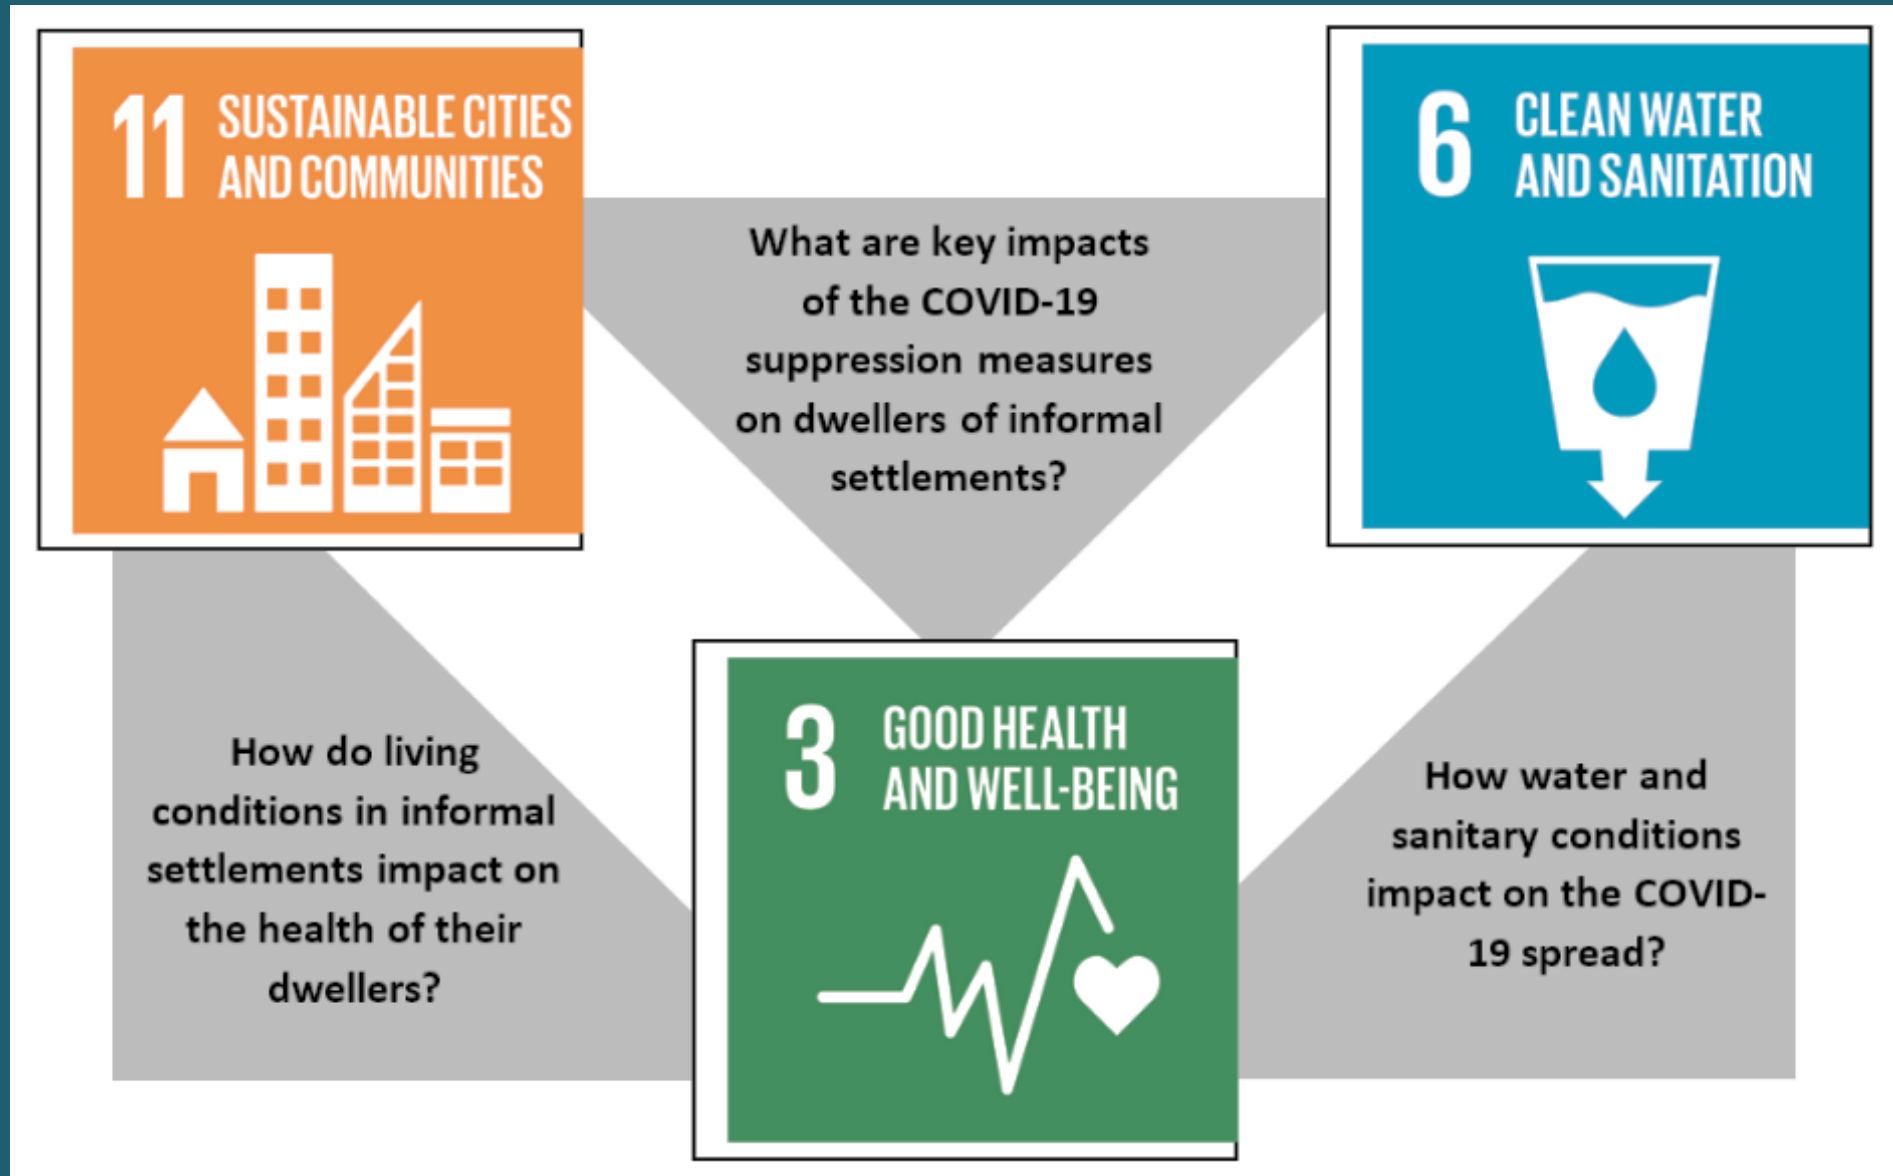 11
SUSTAINABLE CITIES
AND COMMUNITIES
6
CLEAN WATER
AND SANITATION
What are key impacts
of the COVID-19
suppression measures
on dwellers of informal
settlements?
How do living
conditions in informal
settlements impact on
the health of their
dwellers?
3
GOOD HEALTH
AND WELL-BEING
How water and
sanitary conditions
impact on the COVID-
19 spread?